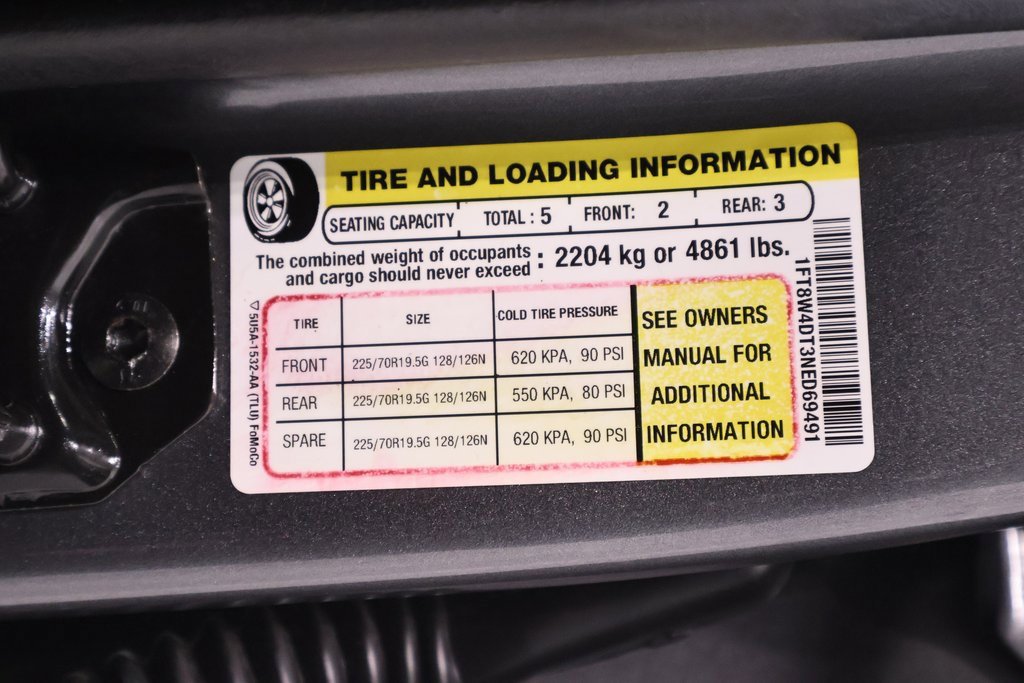 TIRE AND LOADING INFORMATION
SEATING CAPACITY TOTAL : 5 FRONT: 2 REAR: 3
The combined weight of occupants
and cargo should never exceed : 2204 kg or 4861 lbs.
TIRE SIZE COLD TIRE PRESSURE
FRONT 225/70R19.5G 128/126N 620 KPA, 90 PSI
REAR 225/70R19.5G 128/126N 550 KPA, 80 PSI
SPARE 225/70R19.5G 128/126N 620 KPA, 90 PSI
SEE OWNERS
MANUAL FOR
ADDITIONAL
INFORMATION
1FT8W4DT3NED69491
5U5A-1532-AA (TLU) FoMoCo